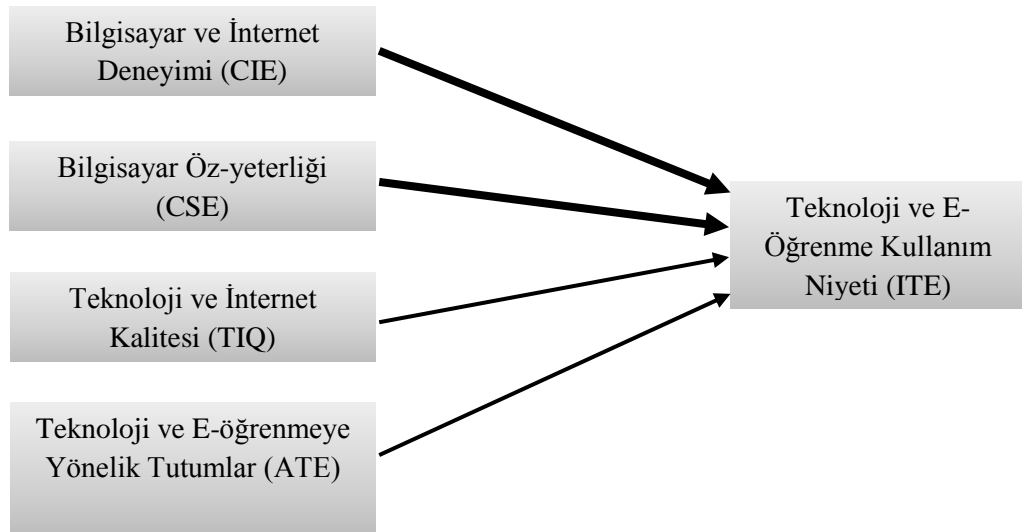 Bilgisayar ve İnternet
Deneyimi (CIE)
Bilgisayar Öz-yeterliği
(CSE)
Teknoloji ve İnternet
Kalitesi (TIQ)
Teknoloji ve E-öğrenmeye
Yönelik Tutumlar (ATE)
Teknoloji ve E-
Öğrenme Kullanım
Niyeti (ITE)